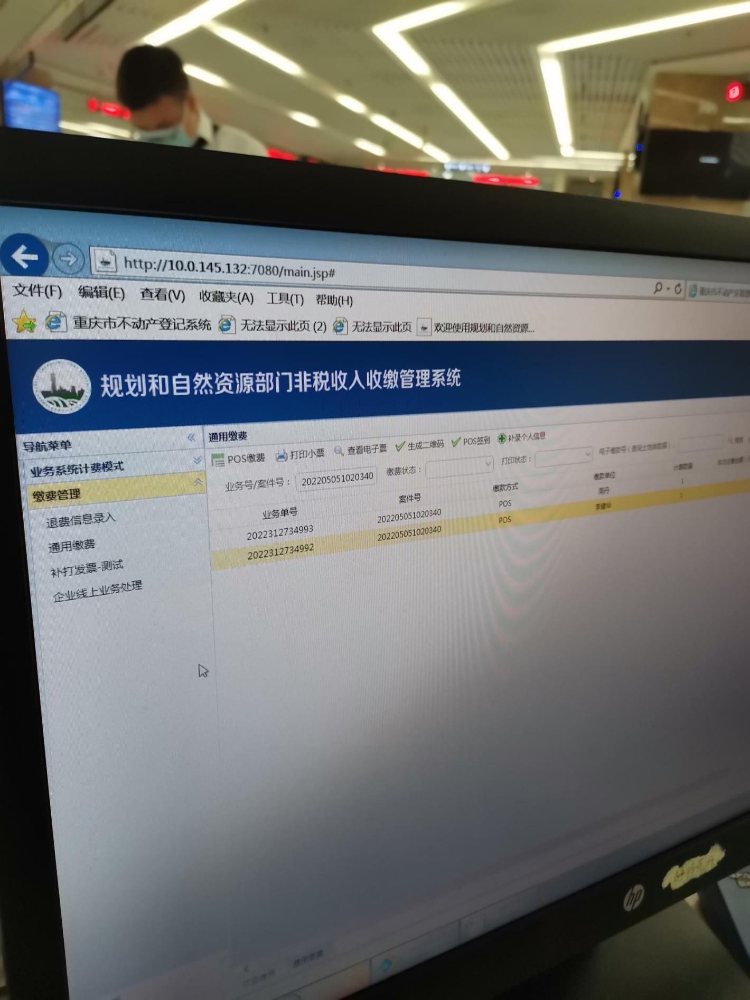 http://10.0.145.132:7080/main.jsp#
文件(F) 编辑(E) 查看(V) 收藏夹(A) 工具(T) 帮助(H)
重庆市不动产登记系统 无法显示此页 (2) 无法显示此页 欢迎使用规划和自然资源...
规划和自然资源部门非税收入收缴管理系统
导航菜单
业务系统计费模式
缴费管理
退费信息录入
通用缴费
补打发票-测试
企业线上业务处理
通用缴费
POS缴费 打印小票 查看电子票 生成二维码 POS签到 补录个人信息
业务号/案件号： 202205051020340 缴费状态： 打印状态：
业务单号 案件号 缴款方式 缴款单位 计费数量
2022312734993 202205051020340 POS 周丹 1
2022312734992 202205051020340 POS 1
hp